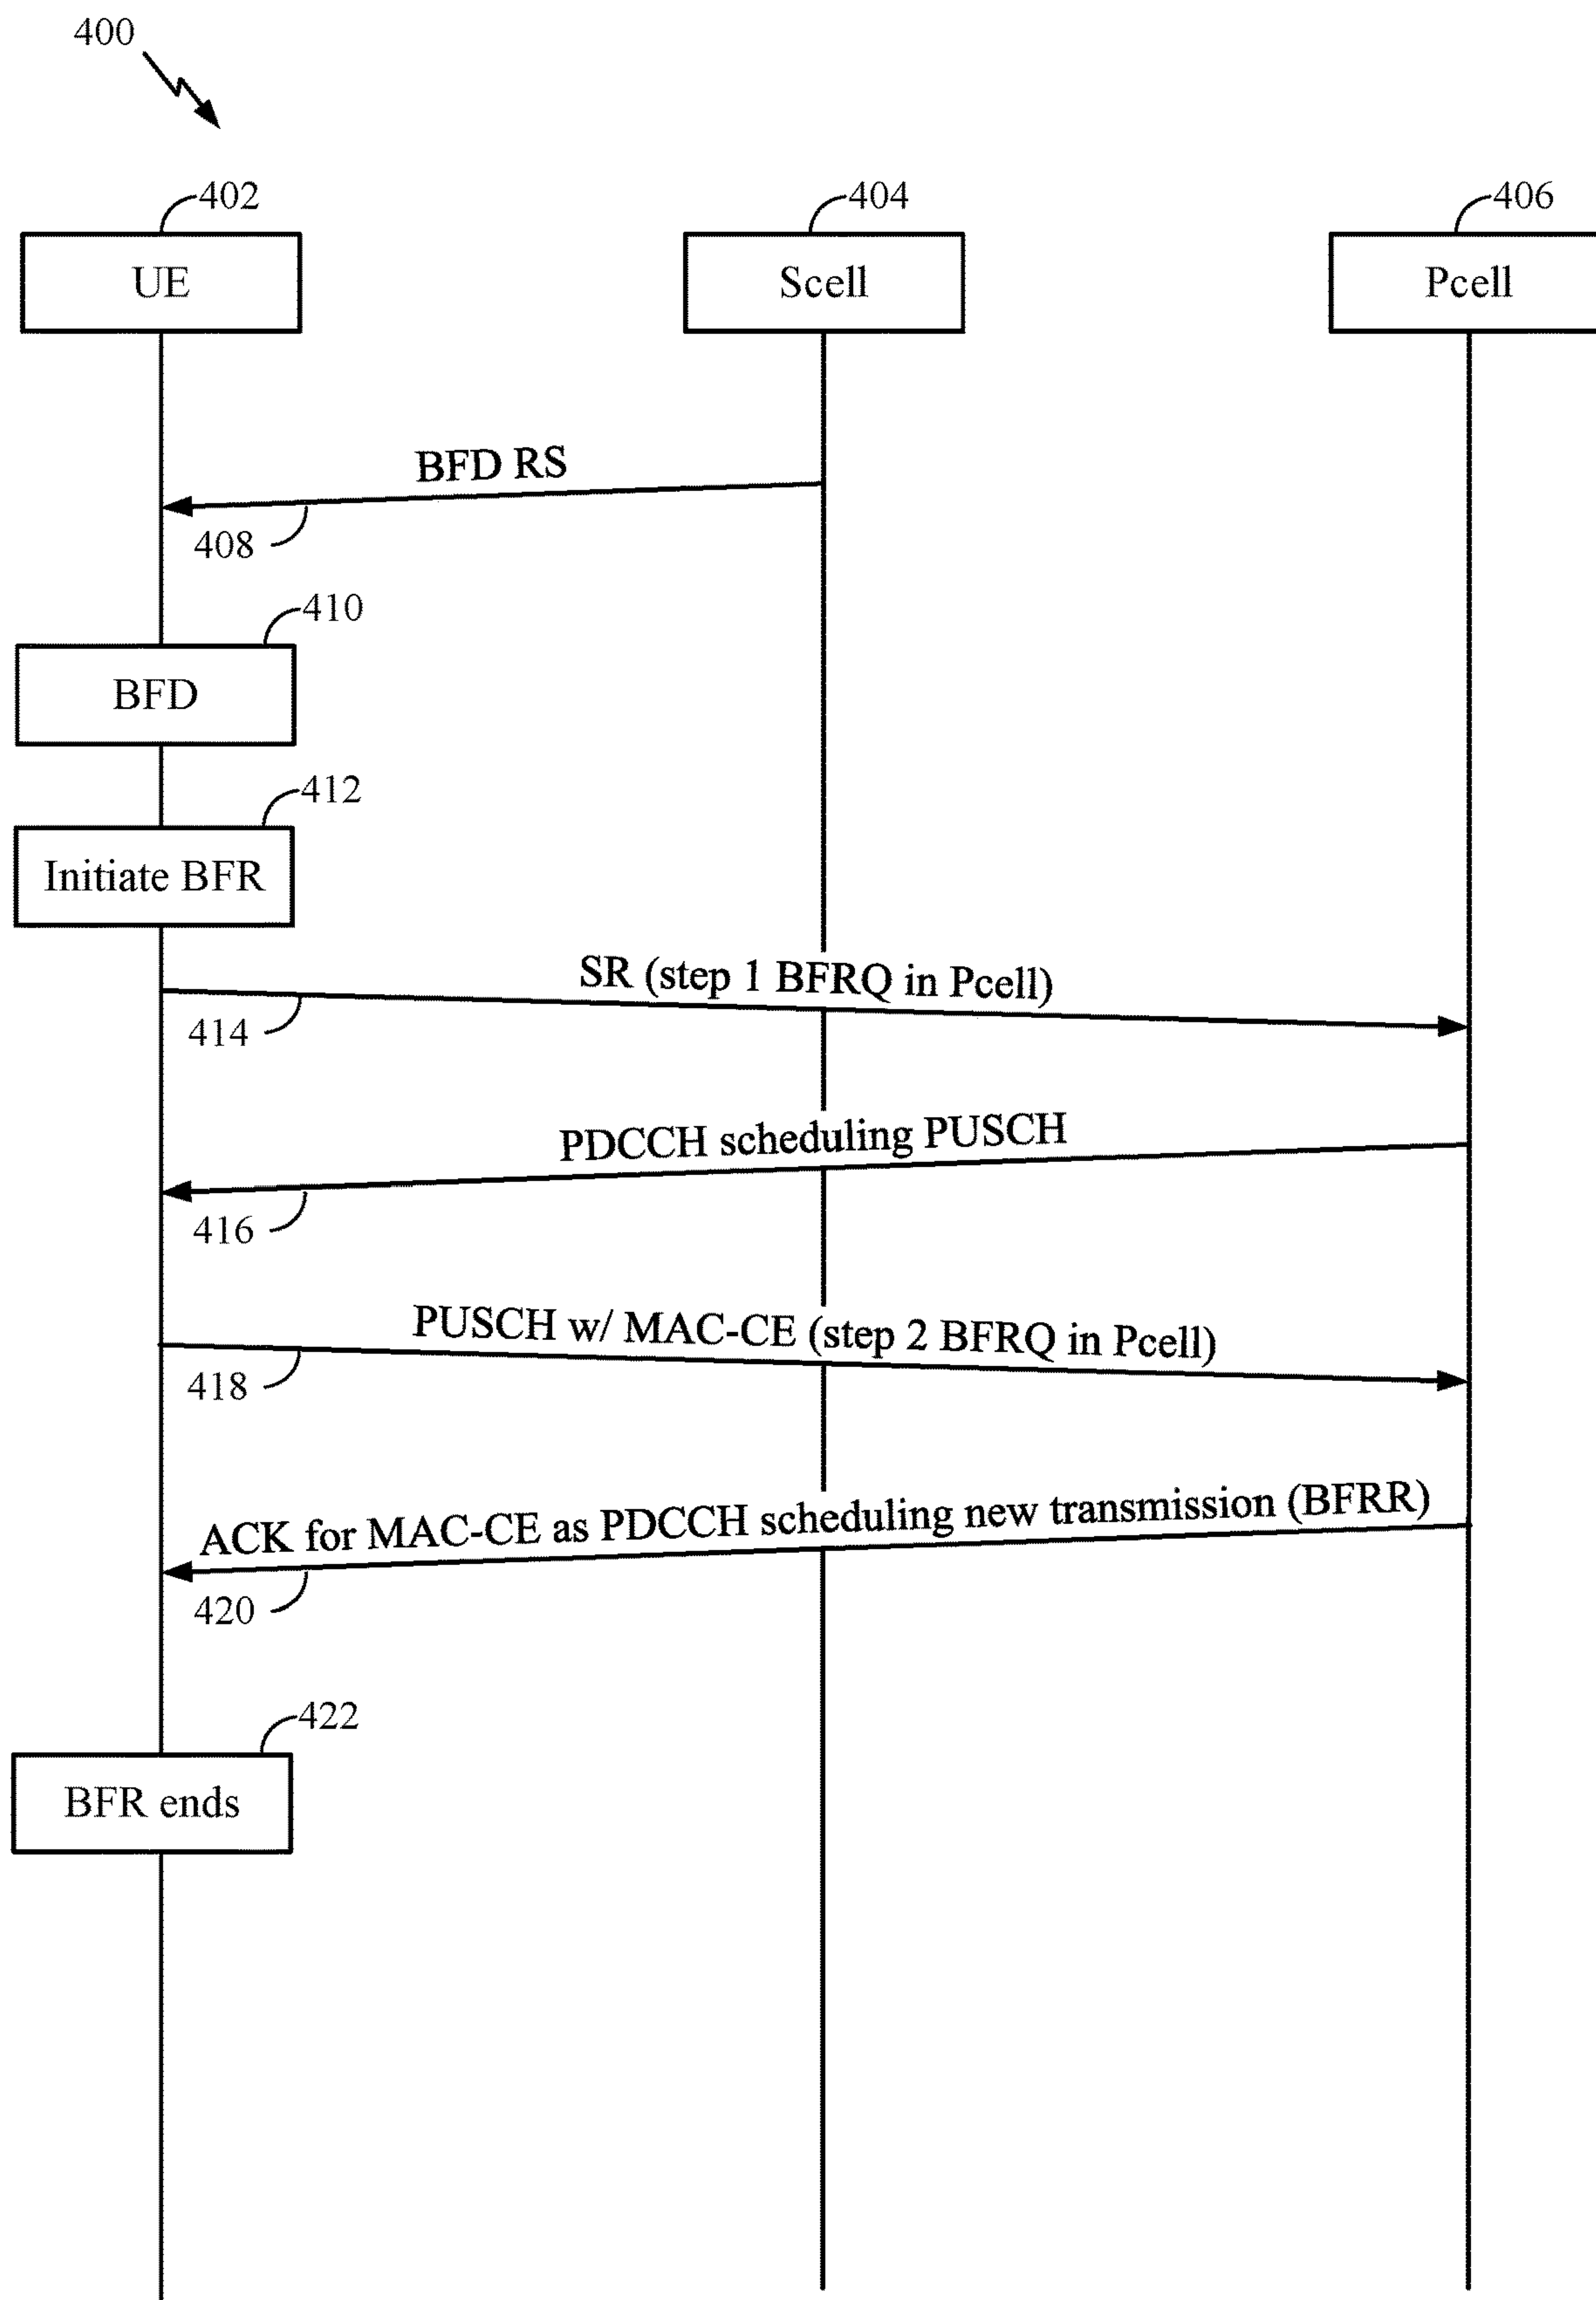 400
402
404
406
UE
Scell
Pcell
BFD RS
408
410
BFD
412
Initiate BFR
SR (step 1 BFRQ in Pcell)
414
PDCCH scheduling PUSCH
416
PUSCH w/ MAC-CE (step 2 BFRQ in Pcell)
418
ACK for MAC-CE as PDCCH scheduling new transmission (BFRR)
420
422
BFR ends